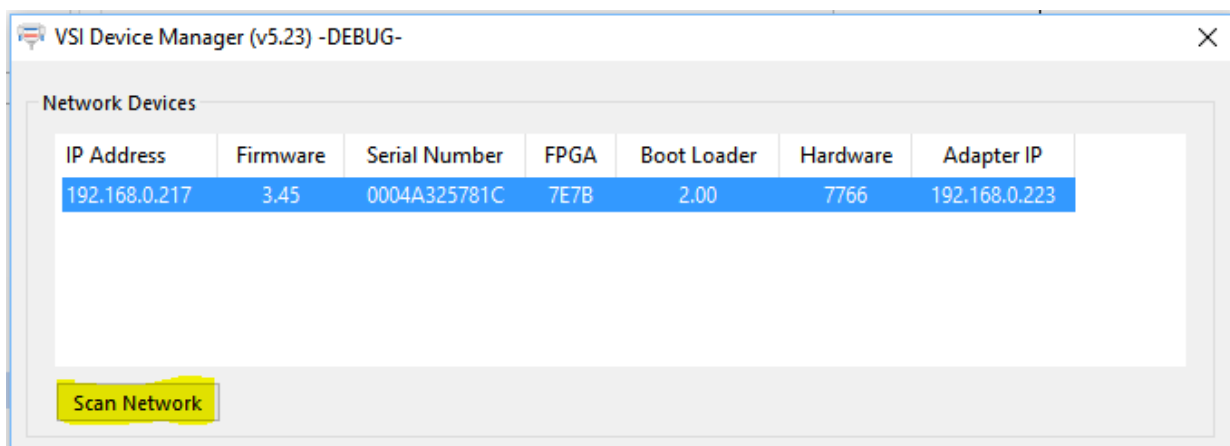 VSI Device Manager (v5.23) -DEBUG-
Network Devices
IP Address Firmware Serial Number FPGA Boot Loader Hardware Adapter IP
192.168.0.217 3.45 0004A325781C 7E7B 2.00 7766 192.168.0.223
Scan Network